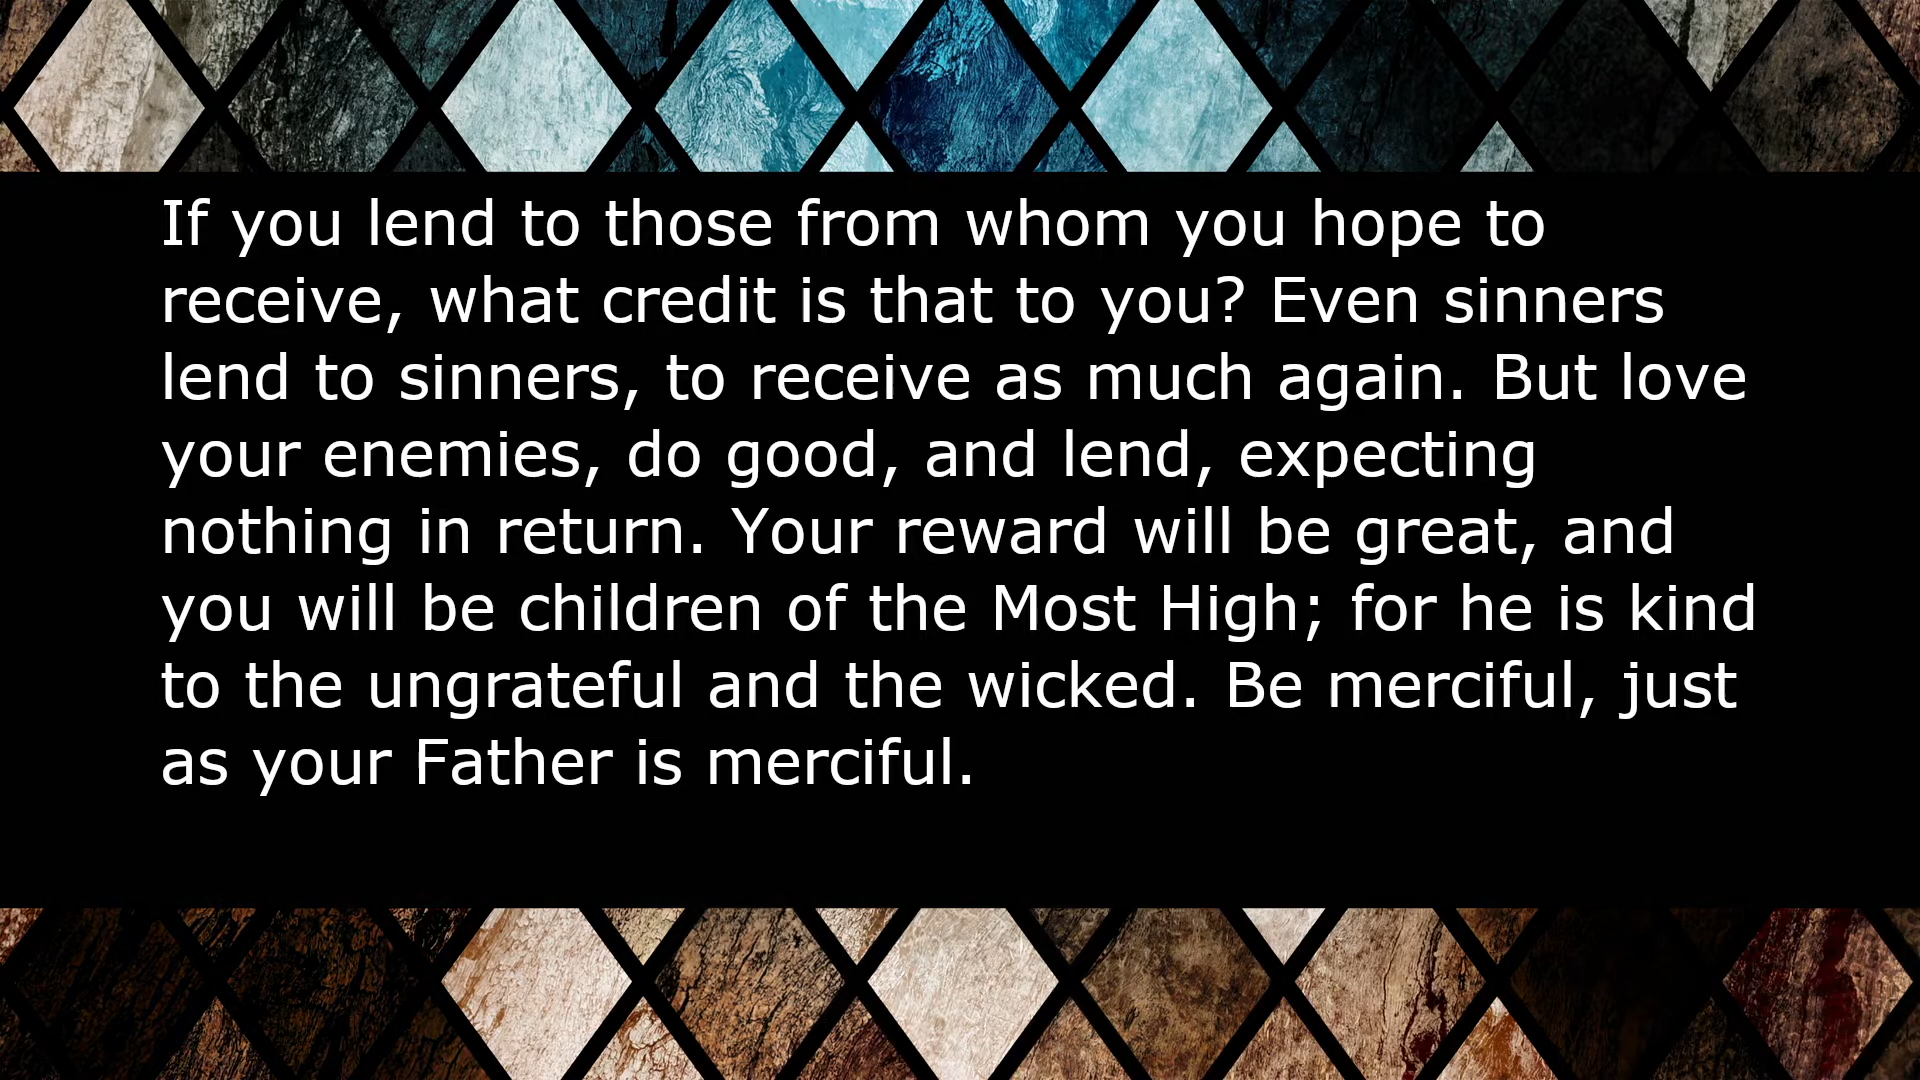 If you lend to those from whom you hope to
receive, what credit is that to you? Even sinners
lend to sinners, to receive as much again. But love
your enemies, do good, and lend, expecting
nothing in return. Your reward will be great, and
you will be children of the Most High; for he is kind
to the ungrateful and the wicked. Be merciful, just
as your Father is merciful.